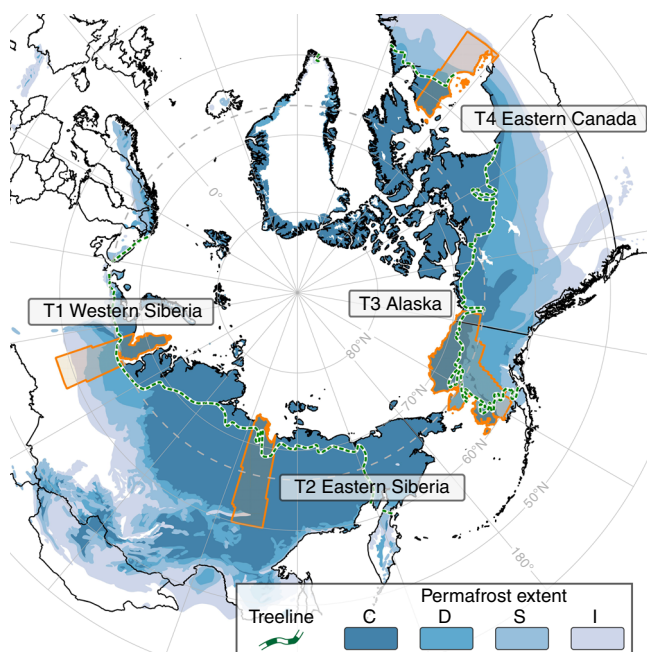 T4 Eastern Canada
0°
T1 Western Siberia
T3 Alaska
80°N
70°N
60°N
T2 Eastern Siberia
50°N
180°
Permafrost extent
Treeline C D S I